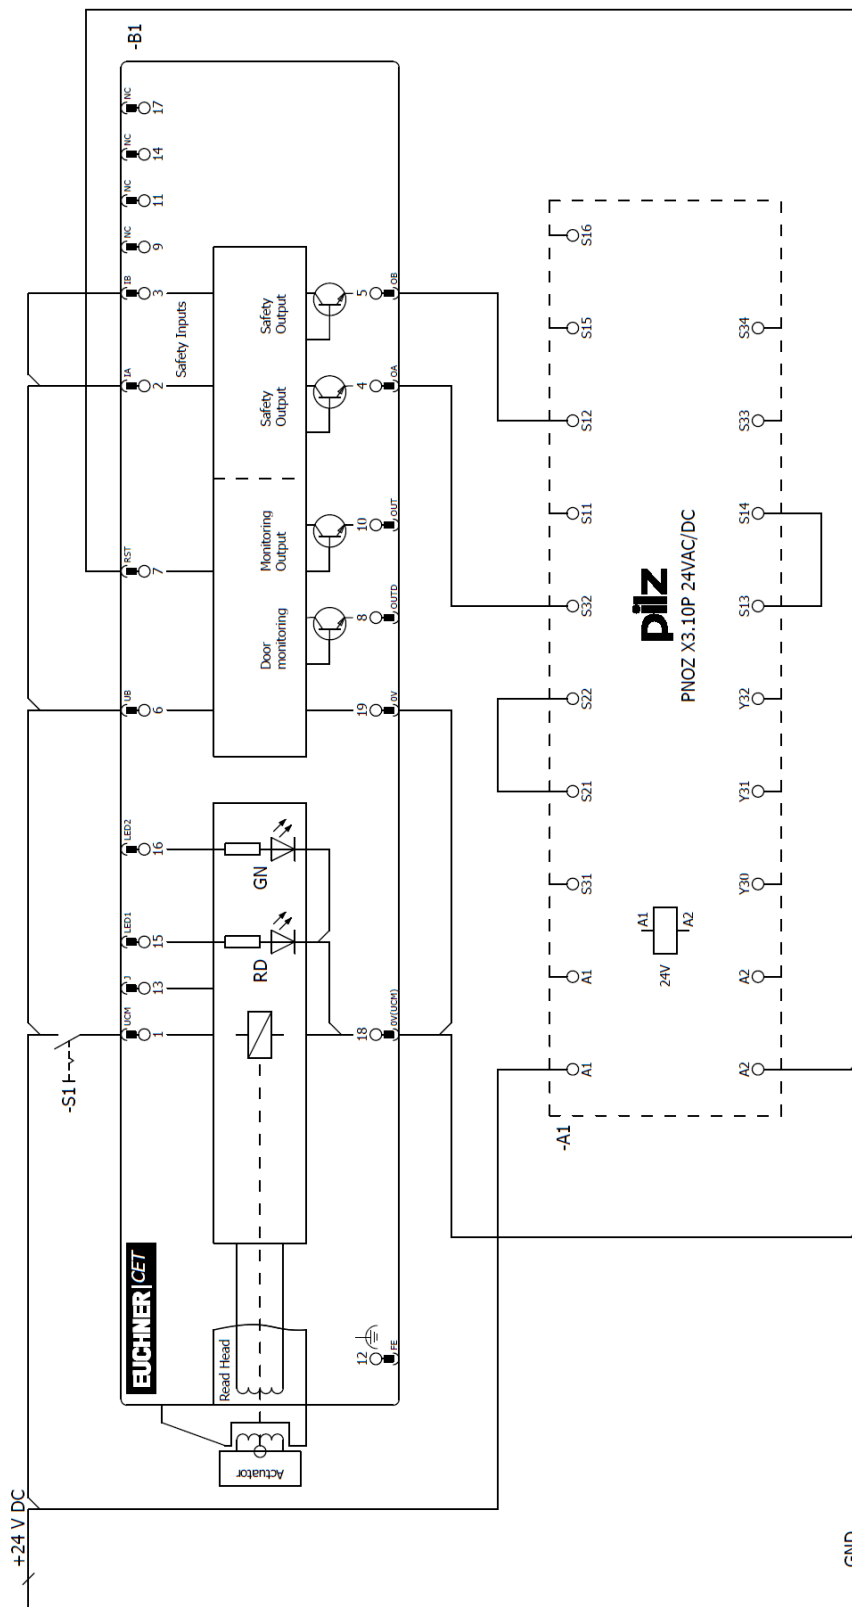 +24 V DC
-S1
-B1
UCM J LED1 LED2 UB RST IA IB NC NC NC NC
1 13 15 16 6 7 2 3 9 11 14 17
EUCHNER|CET
Safety Inputs
Read Head
Actuator
RD GN
Door
monitoring
Monitoring
Output
Safety
Output
Safety
Output
12 18 19 8 10 4 5
FE 0V(UCM) 0V OUTD OUT OA OB
-A1
A1 A1 S31 S21 S22 S32 S11 S12 S15 S16
A1
24V
A2
pilz
PNOZ X3.10P 24VAC/DC
A2 A2 Y30 Y31 Y32 S13 S14 S33 S34
GND